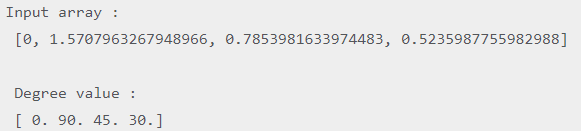 Input array :
[0, 1.5707963267948966, 0.7853981633974483, 0.5235987755982988]
Degree value :
[ 0. 90. 45. 30.]